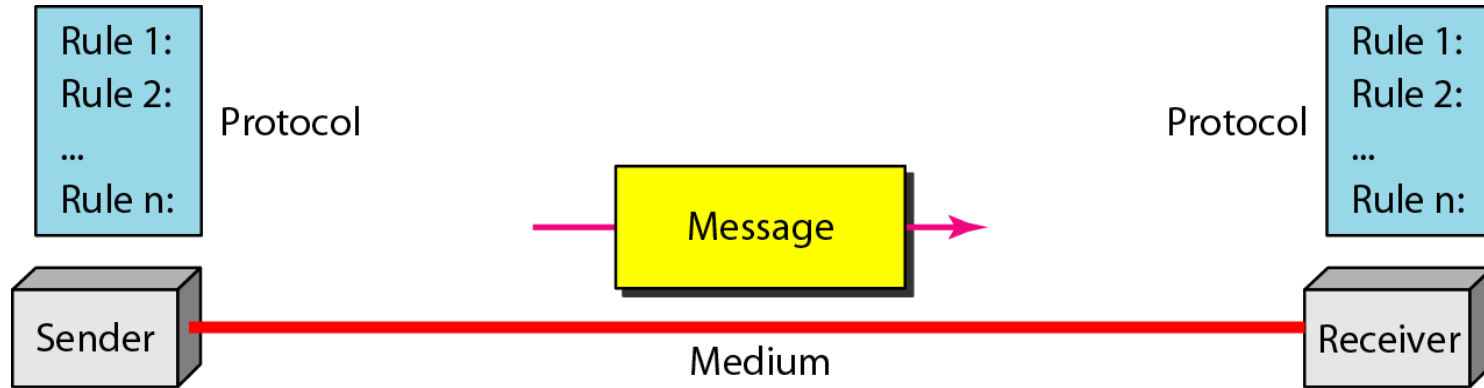 Rule 1:
Rule 2:
...
Rule n:
Protocol
Message
Protocol
Rule 1:
Rule 2:
...
Rule n:
Sender
Medium
Receiver